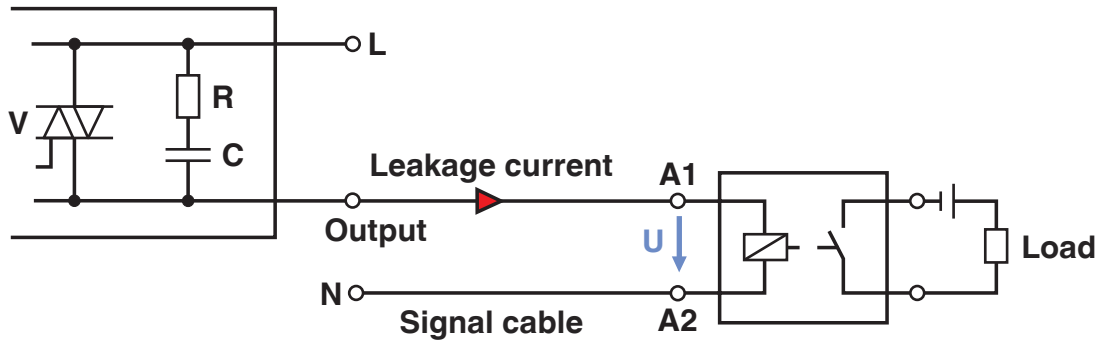 L
R
V
C
Leakage current
A1
Output
U
Load
N
Signal cable
A2